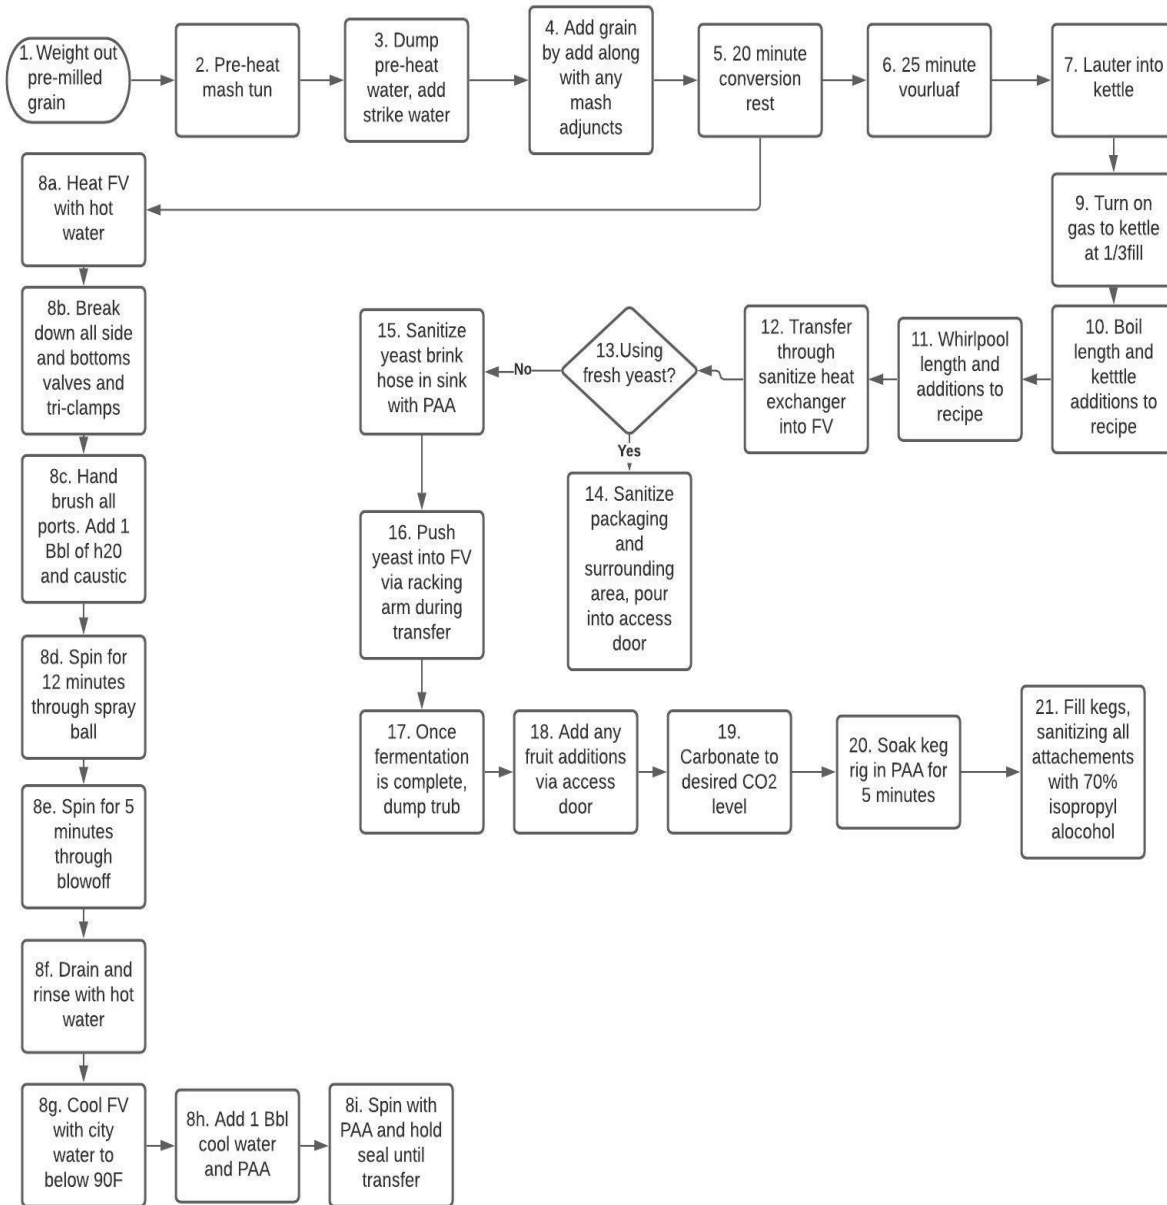 1. Weight out
pre-milled
grain
2. Pre-heat
mash tun
3. Dump
pre-heat
water, add
strike water
4. Add grain
by add along
with any
mash
adjuncts
5. 20 minute
conversion
rest
6. 25 minute
vourluaf
7. Lauter into
kettle
8a. Heat FV
with hot
water
8b. Break
down all side
and bottoms
valves and
tri-clamps
8c. Hand
brush all
ports. Add 1
Bbl of h20
and caustic
8d. Spin for
12 minutes
through spray
ball
8e. Spin for 5
minutes
through
blowoff
8f. Drain and
rinse with hot
water
8g. Cool FV
with city
water to
below 90F
8h. Add 1 Bbl
cool water
and PAA
8i. Spin with
PAA and hold
seal until
transfer
9. Turn on
gas to kettle
at 1/3fill
10. Boil
length and
ketttle
additions to
recipe
11. Whirlpool
length and
additions to
recipe
12. Transfer
through
sanitize heat
exchanger
into FV
13.Using
fresh yeast?
No
Yes
14. Sanitize
packaging
and
surrounding
area, pour
into access
door
15. Sanitize
yeast brink
hose in sink
with PAA
16. Push
yeast into FV
via racking
arm during
transfer
17. Once
fermentation
is complete,
dump trub
18. Add any
fruit additions
via access
door
19.
Carbonate to
desired CO2
level
20. Soak keg
rig in PAA for
5 minutes
21. Fill kegs,
sanitizing all
attachements
with 70%
isopropyl
alocohol